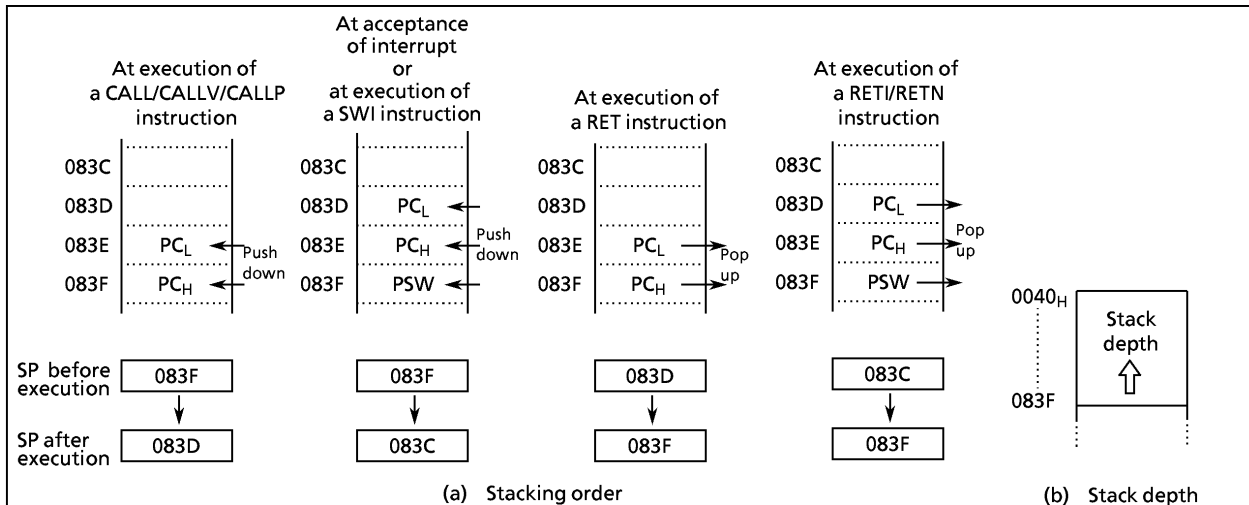 At execution of
a CALL/CALLV/CALLP
instruction
083C
083D
083E PCL Push
083F PCH down
SP before
execution 083F
SP after
execution 083D
At acceptance
of interrupt
or
at execution of
a SWI instruction
083C
083D PCL
083E PCH Push
083F PSW down
083F
083C
At execution of
a RET instruction
083C
083D
083E PCL Pop
083F PCH up
083D
083F
At execution of
a RETI/RETN
instruction
083C
083D PCL
083E PCH Pop
083F PSW up
083C
083F
(a) Stacking order
0040H
Stack
depth
083F
(b) Stack depth